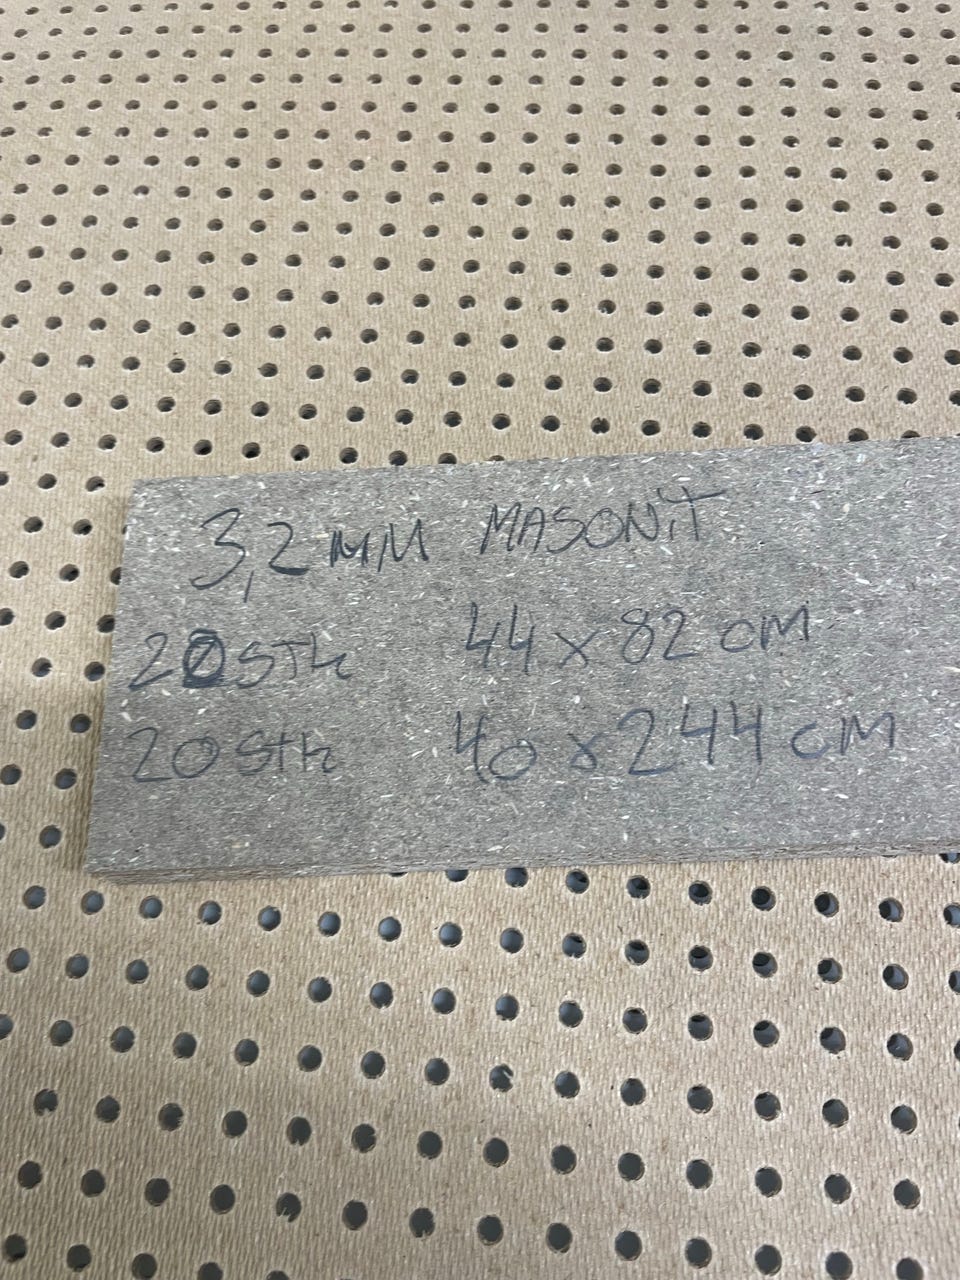 3,2 MM MASONiT
20 STk 44 x 82 cM
20 Stk 40 x 244 cM